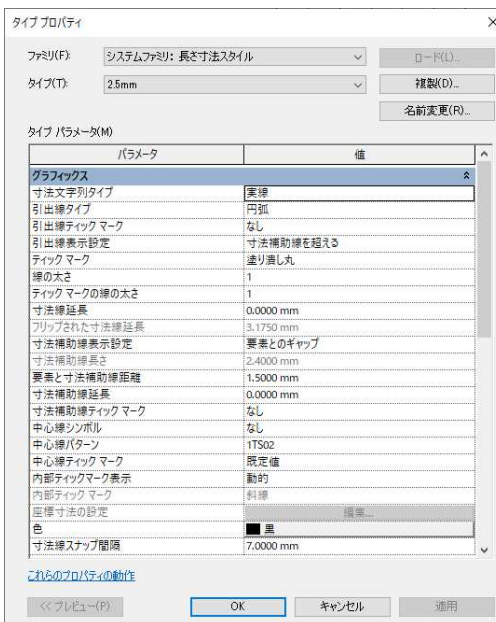 タイプ プロパティ
ファミリ(F): システムファミリ: 長さ寸法スタイル ロード(L)...
タイプ(T): 2.5mm 複製(D)...
名前変更(R)...
タイプ パラメータ(M)
パラメータ 値
グラフィックス
寸法文字列タイプ 実線
引出線タイプ 円弧
引出線ティック マーク なし
引出線表示設定 寸法補助線を超える
ティック マーク 塗り潰し丸
線の太さ 1
ティック マークの線の太さ 1
寸法線延長 0.0000 mm
フリップされた寸法線延長 3.1750 mm
寸法補助線表示設定 要素とのギャップ
寸法補助線長さ 2.4000 mm
要素と寸法補助線距離 1.5000 mm
寸法補助線延長 0.0000 mm
寸法補助線ティック マーク なし
中心線シンボル なし
中心線パターン 1TS02
中心線ティック マーク 既定値
内部ティックマーク表示 動的
内部ティック マーク 斜線
座標寸法の設定 編集...
色 黒
寸法線スナップ間隔 7.0000 mm
これらのプロパティの動作
<< プレビュー(P) OK キャンセル 適用